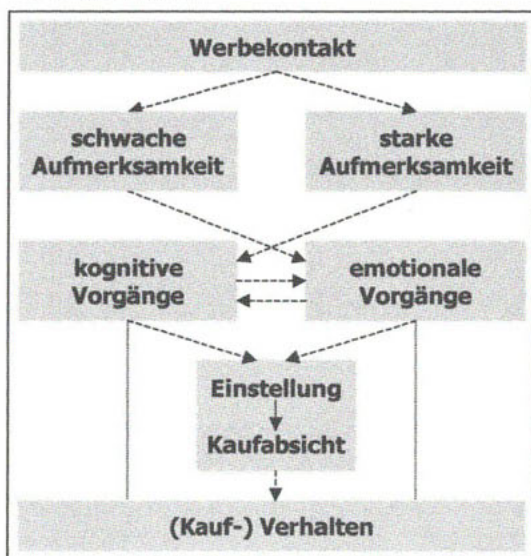 Werbekontakt
schwache
Aufmerksamkeit
starke
Aufmerksamkeit
kognitive
Vorgänge
emotionale
Vorgänge
Einstellung
Kaufabsicht
(Kauf-) Verhalten